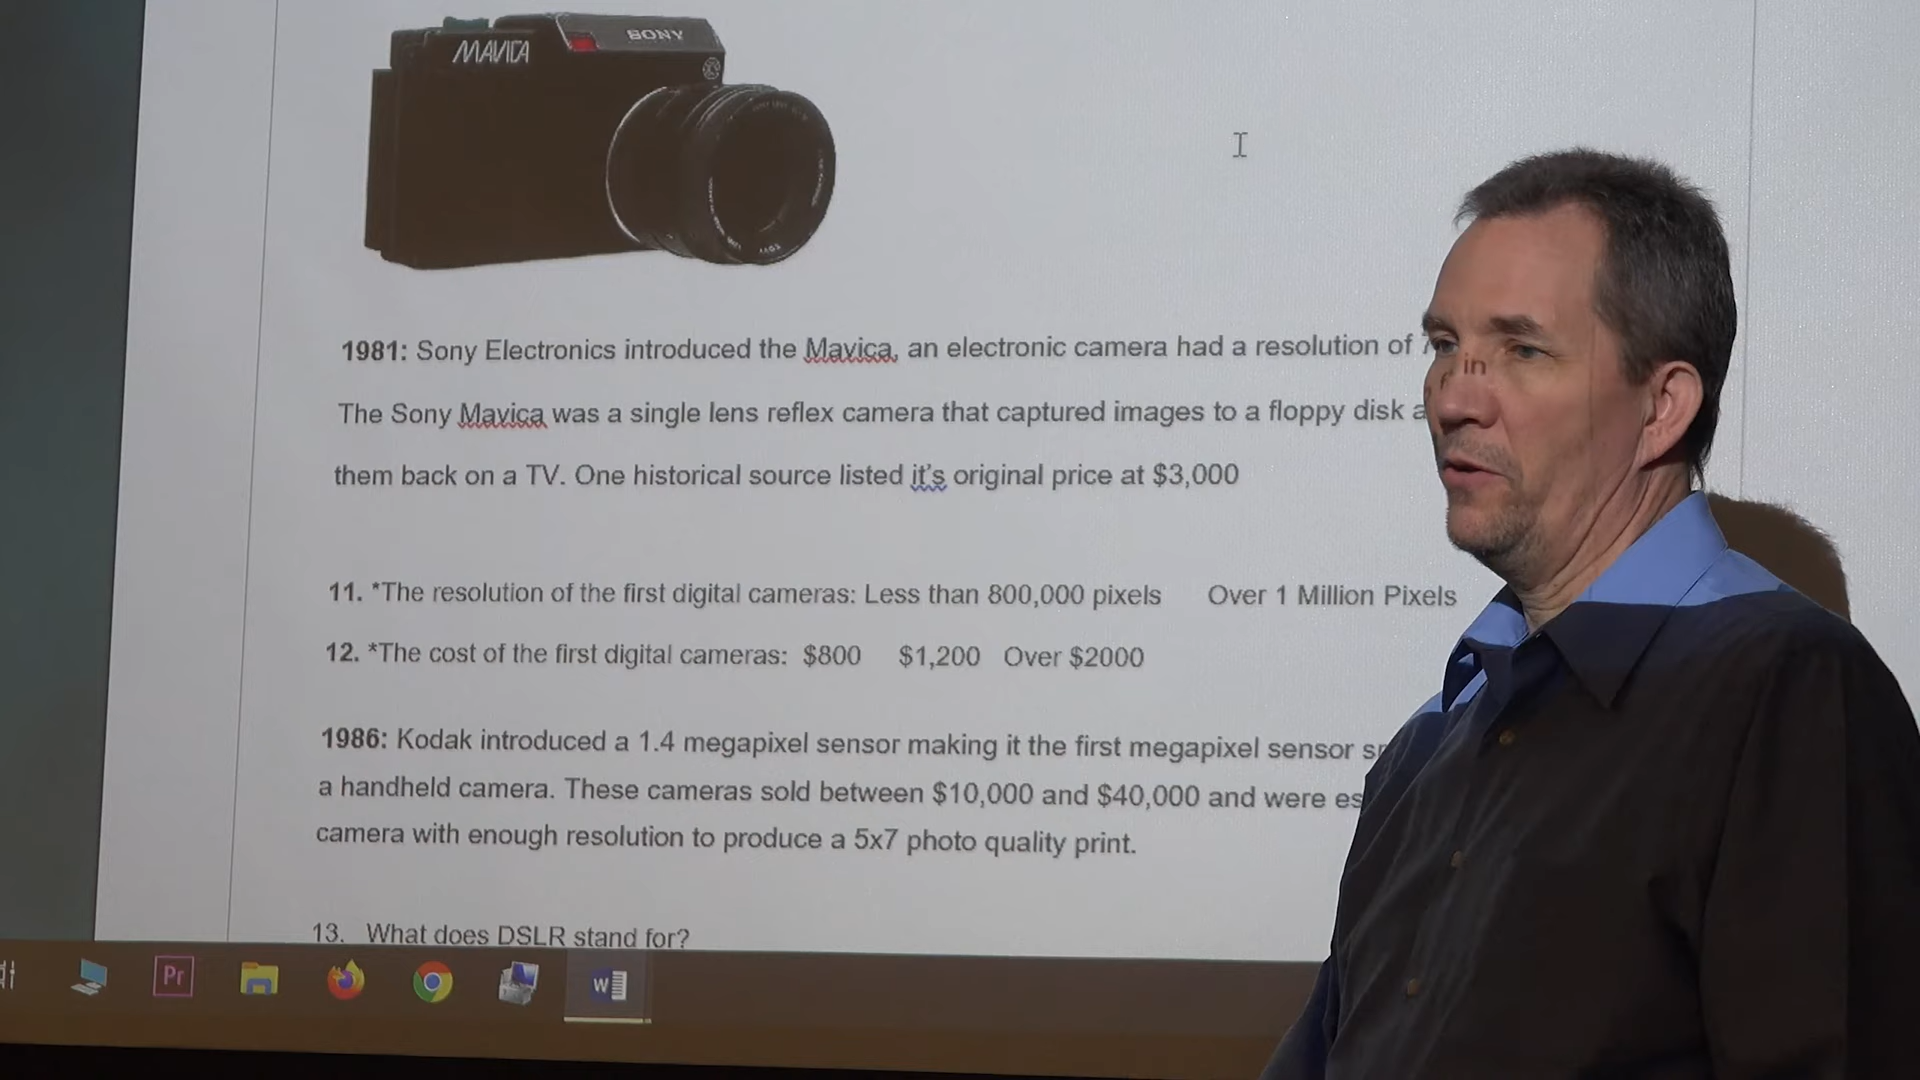 MAVICA
SONY
1981: Sony Electronics introduced the Mavica, an electronic camera had a resolution of
The Sony Mavica was a single lens reflex camera that captured images to a floppy disk
them back on a TV. One historical source listed it's original price at $3,000
11. *The resolution of the first digital cameras: Less than 800,000 pixels Over 1 Million Pixels
12. *The cost of the first digital cameras: $800 $1,200 Over $2000
1986: Kodak introduced a 1.4 megapixel sensor making it the first megapixel sensor
a handheld camera. These cameras sold between $10,000 and $40,000 and were
camera with enough resolution to produce a 5x7 photo quality print.
13. What does DSLR stand for?
Pr
W